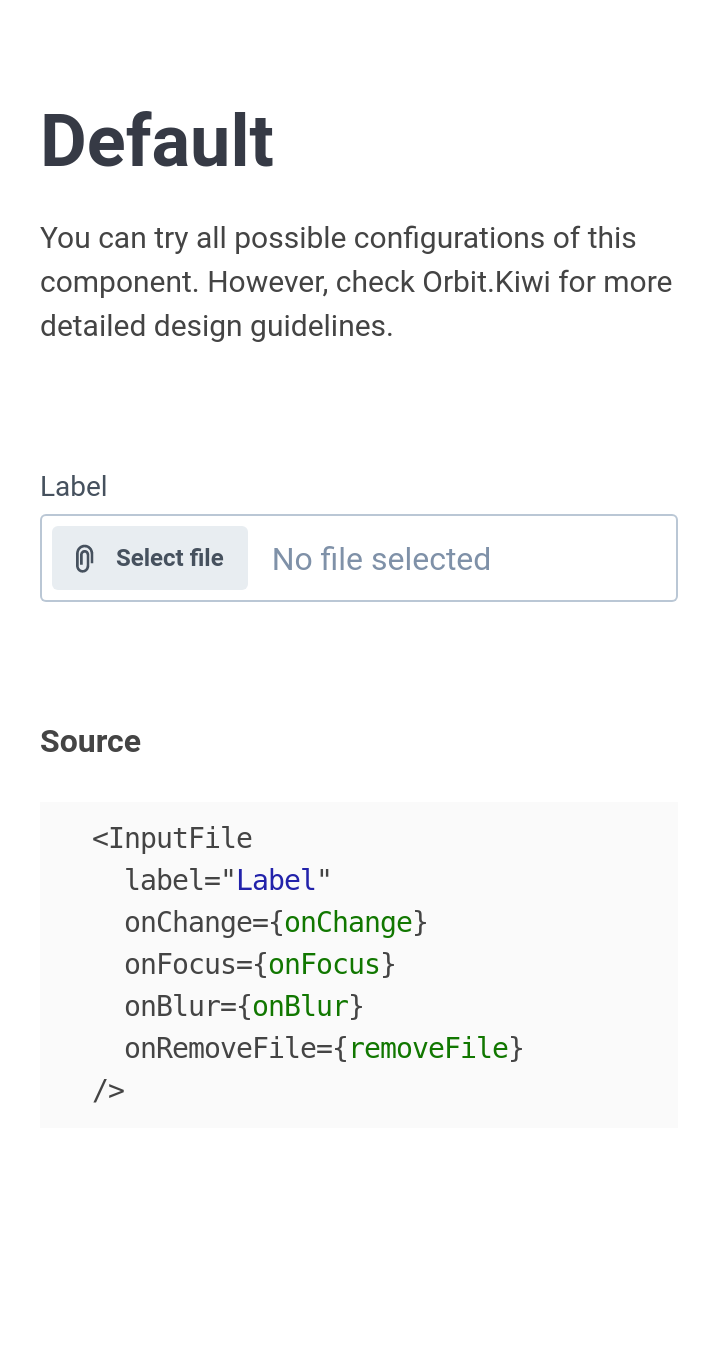 Default
You can try all possible configurations of this
component. However, check Orbit.Kiwi for more
detailed design guidelines.
Label
Select file No file selected
Source
<InputFile
  label="Label"
  onChange={onChange}
  onFocus={onFocus}
  onBlur={onBlur}
  onRemoveFile={removeFile}
/>